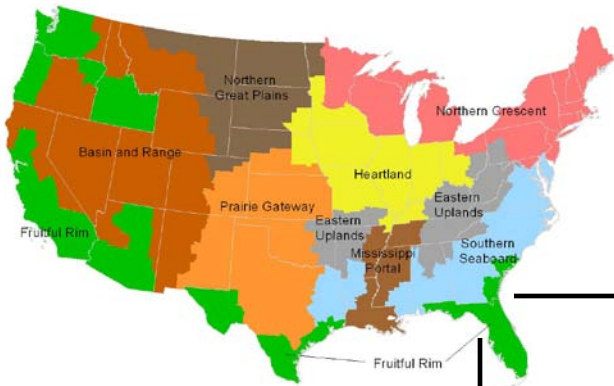 Northern
Great Plains
Northern Crescent
Basin and Range
Heartland
Prairie Gateway
Eastern
Uplands
Eastern
Uplands
Fruitful Rim
Southern
Seaboard
Mississippi
Portal
Fruitful Rim